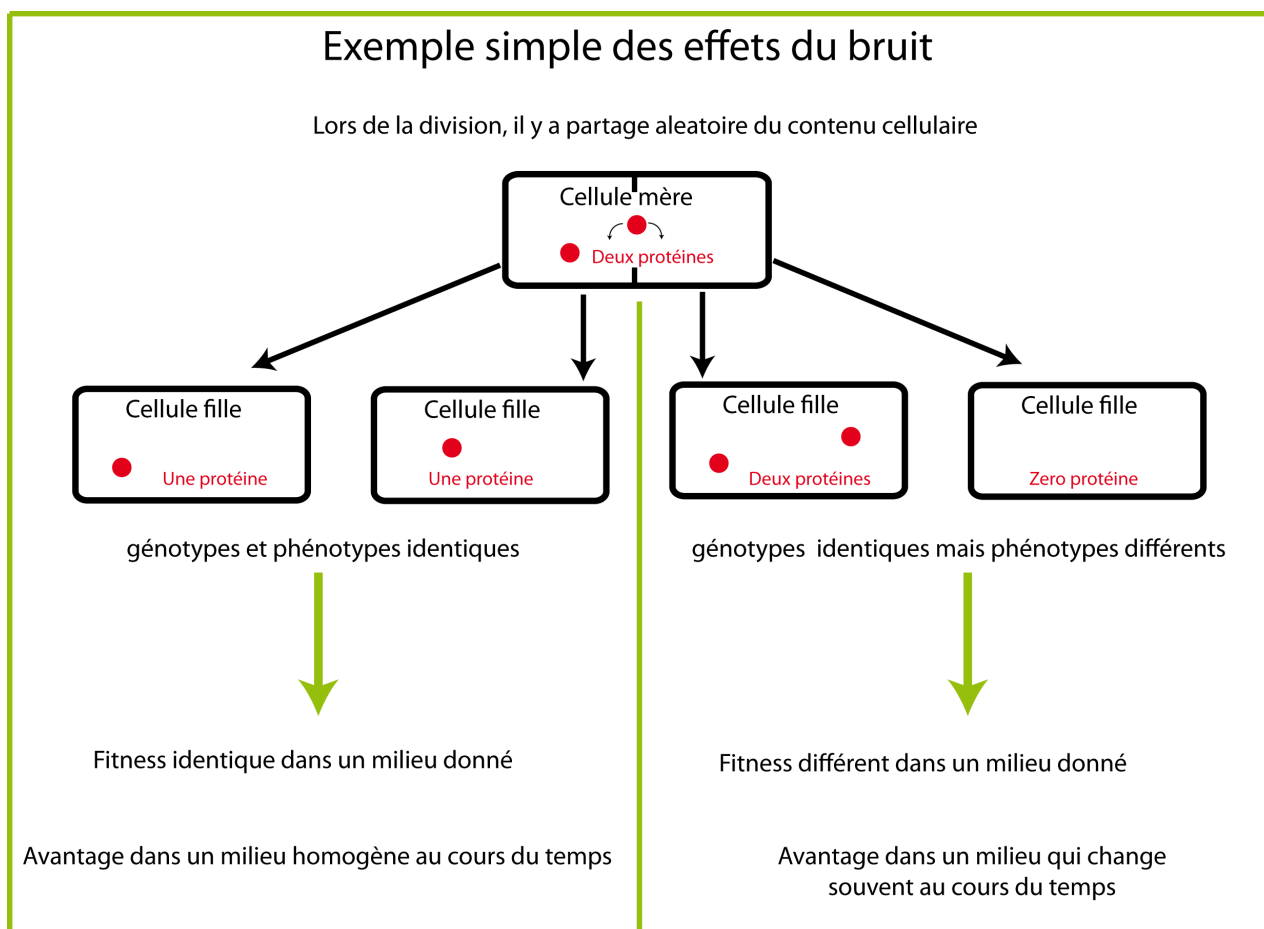 Exemple simple des effets du bruit
Lors de la division, il y a partage aleatoire du contenu cellulaire
Cellule mère
Deux protéines
Cellule fille
Une protéine
Cellule fille
Une protéine
Cellule fille
Deux protéines
Cellule fille
Zero protéine
génotypes et phénotypes identiques
génotypes identiques mais phénotypes différents
Fitness identique dans un milieu donné
Fitness différent dans un milieu donné
Avantage dans un milieu homogène au cours du temps
Avantage dans un milieu qui change
souvent au cours du temps